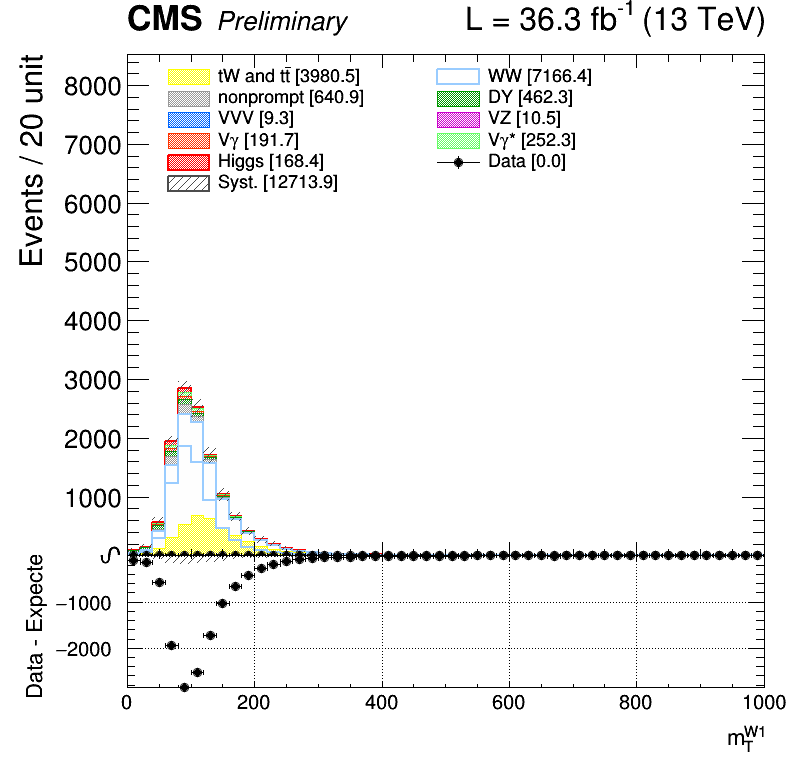 CMS Preliminary L = 36.3 fb⁻¹ (13 TeV)
Events / 20 unit
8000
7000
6000
5000
4000
3000
2000
1000
0
tW and tt̄ [3980.5]
nonprompt [640.9]
VVV [9.3]
Vγ [191.7]
Higgs [168.4]
Syst. [12713.9]
WW [7166.4]
DY [462.3]
VZ [10.5]
Vγ* [252.3]
Data [0.0]
Data - Expecte
−1000
−2000
0 200 400 600 800 1000
m_T^W1